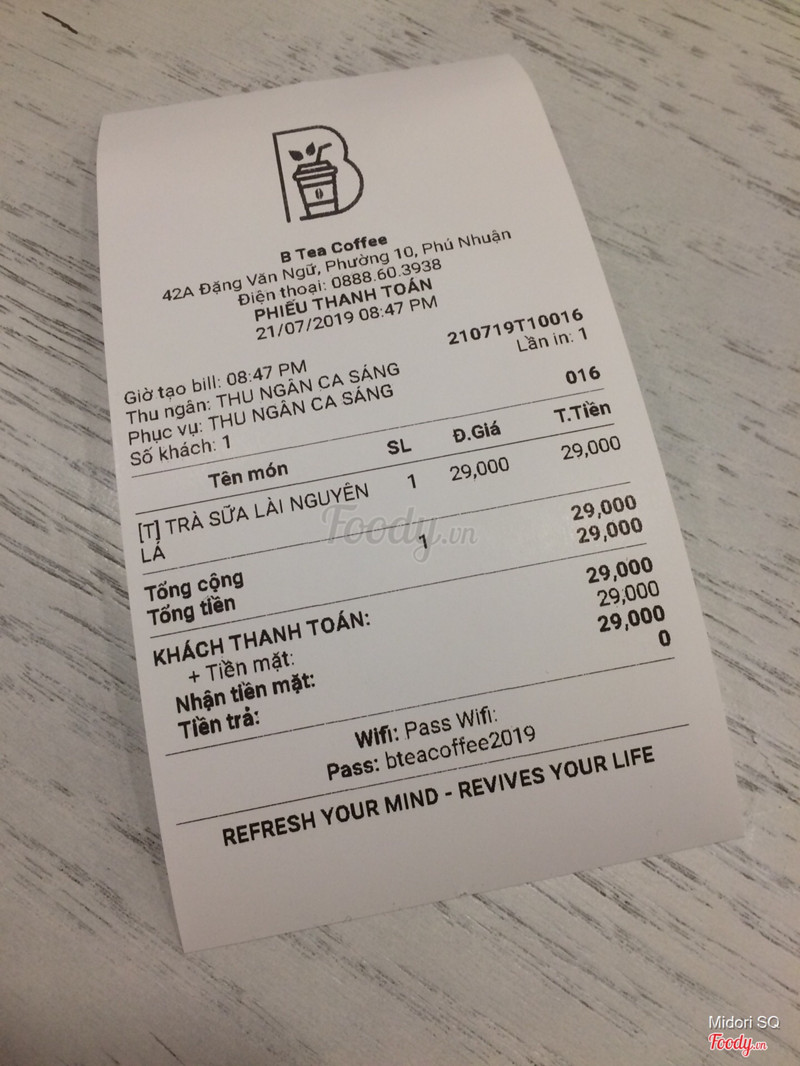 B
B Tea Coffee
42A Đặng Văn Ngữ, Phường 10, Phú Nhuận
Điện thoại: 0888.60.3938
PHIẾU THANH TOÁN
21/07/2019 08:47 PM
210719T10016
Giờ tạo bill: 08:47 PM Lần in: 1
Thu ngân: THU NGÂN CA SÁNG
Phục vụ: THU NGÂN CA SÁNG 016
Số khách: 1
Tên món SL Đ.Giá T.Tiền
[T] TRÀ SỮA LÀI NGUYÊN 1 29,000 29,000
LÁ
Tổng cộng 1 29,000
Tổng tiền 29,000
KHÁCH THANH TOÁN: 29,000
+ Tiền mặt: 29,000
Nhận tiền mặt: 29,000
Tiền trả: 0
Wifi: Pass Wifi:
Pass: bteacoffee2019
REFRESH YOUR MIND - REVIVES YOUR LIFE
Foody.vn
Midori SQ
Foody.vn